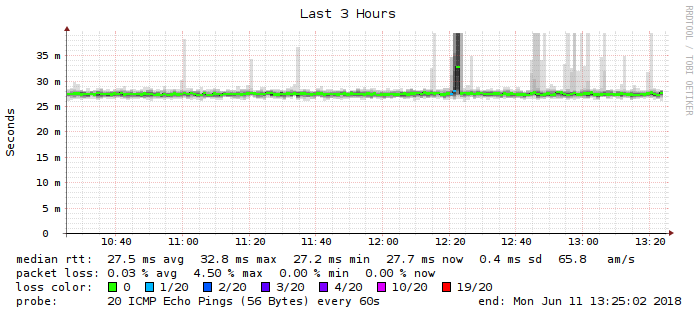 Last 3 Hours
RRDTOOL / TOBI OETIKER
Seconds
35 m
30 m
25 m
20 m
15 m
10 m
5 m
0
10:40 11:00 11:20 11:40 12:00 12:20 12:40 13:00 13:20
median rtt: 27.5 ms avg 32.8 ms max 27.2 ms min 27.7 ms now 0.4 ms sd 65.8 am/s
packet loss: 0.03 % avg 4.50 % max 0.00 % min 0.00 % now
loss color: 0 1/20 2/20 3/20 4/20 10/20 19/20
probe: 20 ICMP Echo Pings (56 Bytes) every 60s end: Mon Jun 11 13:25:02 2018